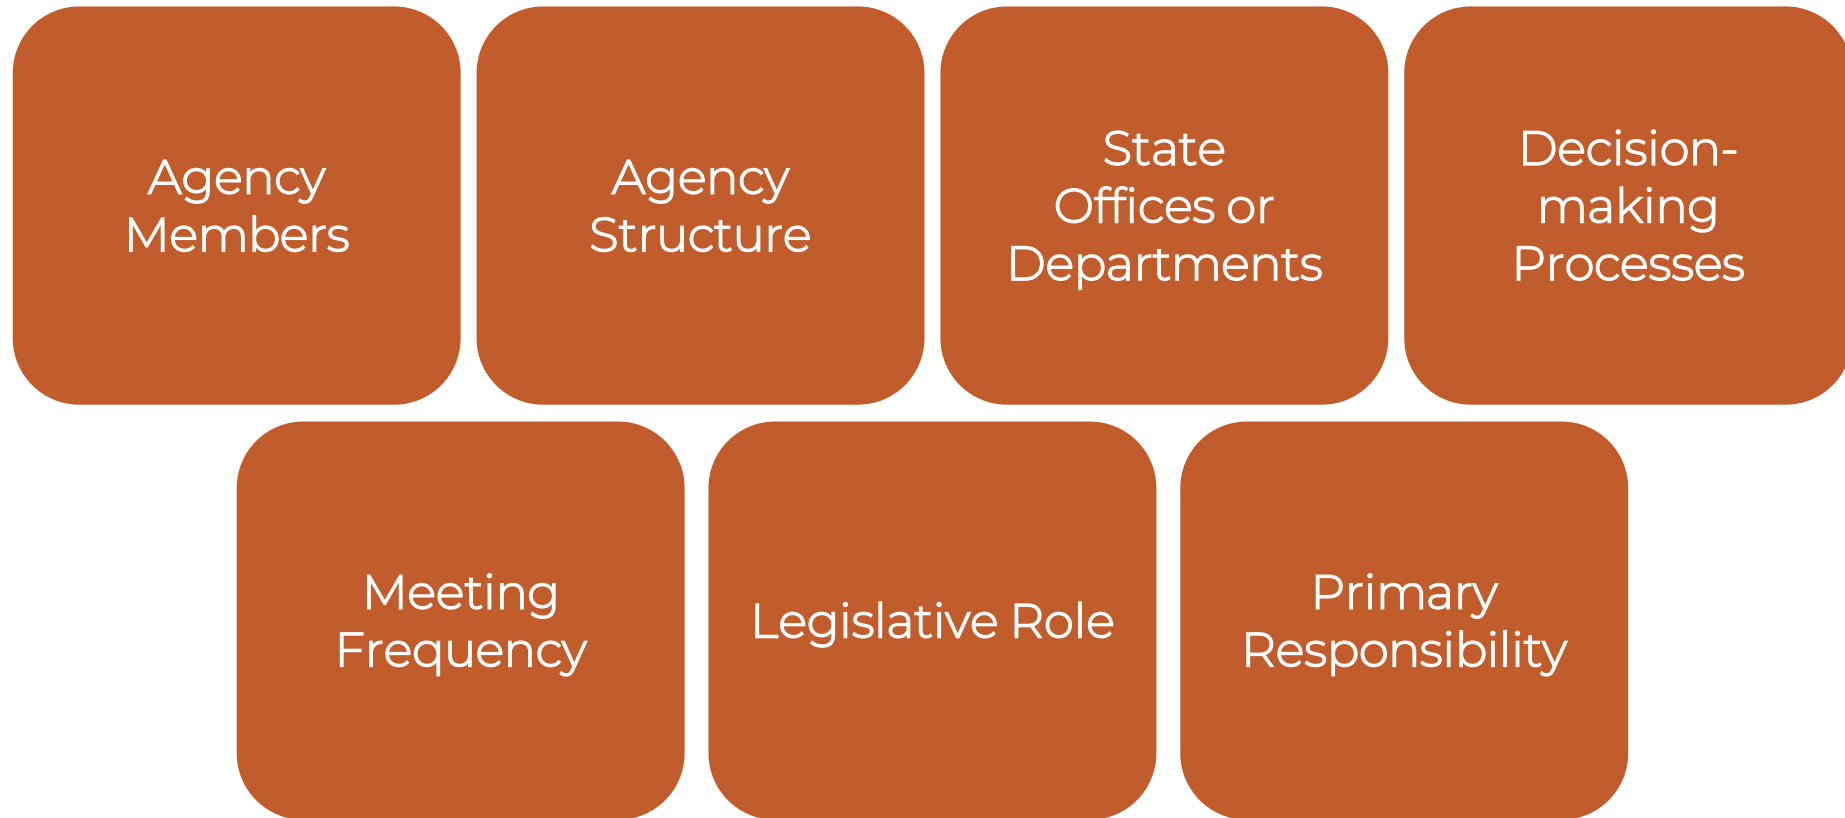 Agency
Members
Agency
Structure
State
Offices or
Departments
Decision-
making
Processes
Meeting
Frequency
Legislative Role
Primary
Responsibility